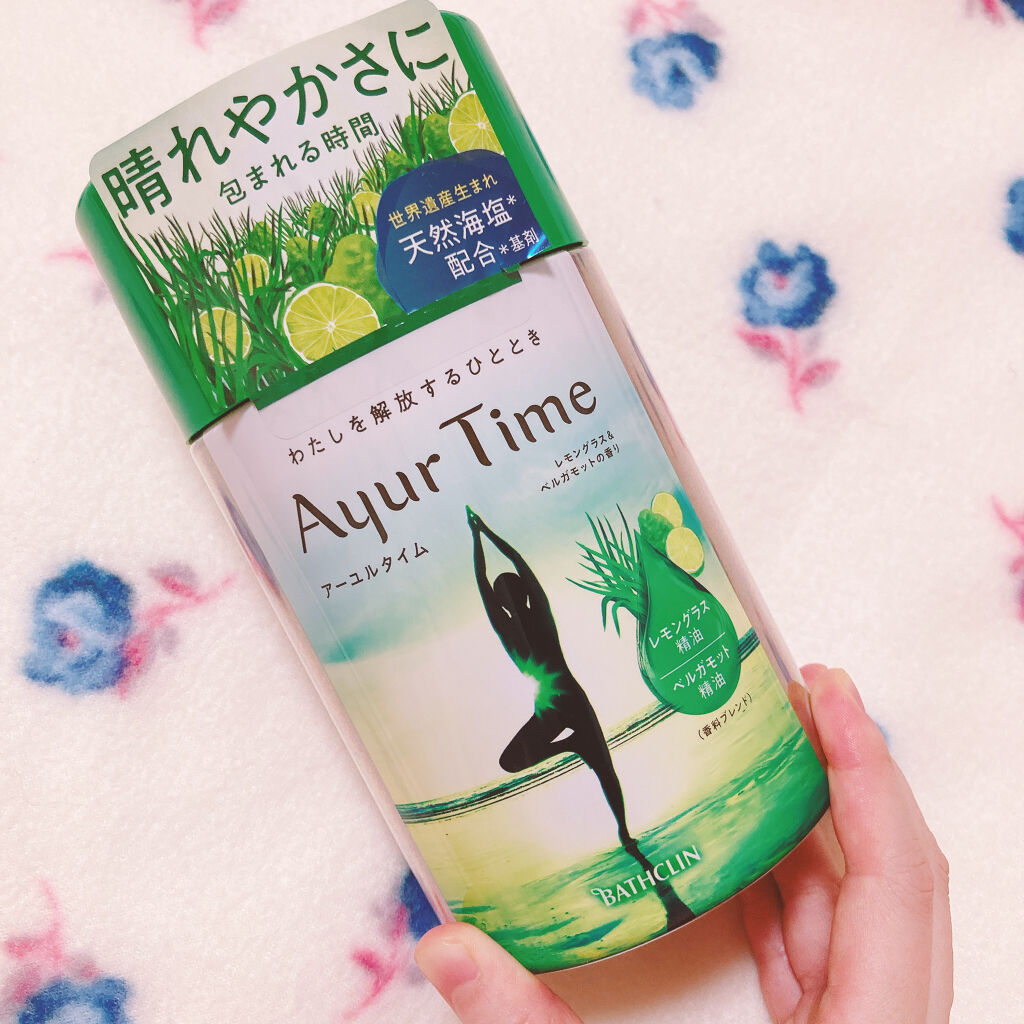 晴れやかさに
包まれる時間
世界遺産生まれ
天然海塩*
配合*基剤
わたしを解放するひととき
Ayur Time
アーユルタイム
レモングラス&
ベルガモットの香り
レモングラス
精油
ベルガモット
精油
(香料ブレンド)
BATHCLIN